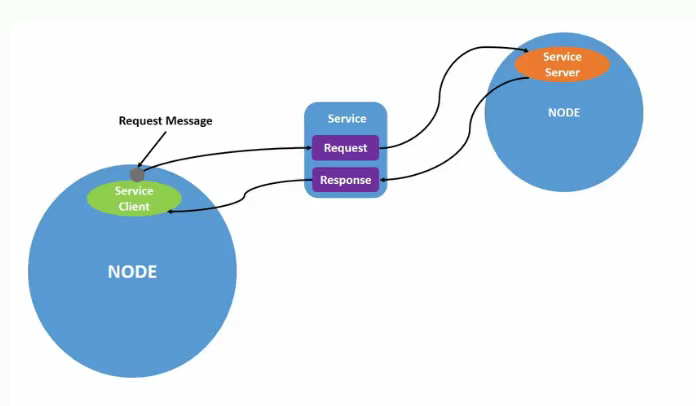 Service
Server
NODE
Request Message
Service
Request
Response
Service
Client
NODE